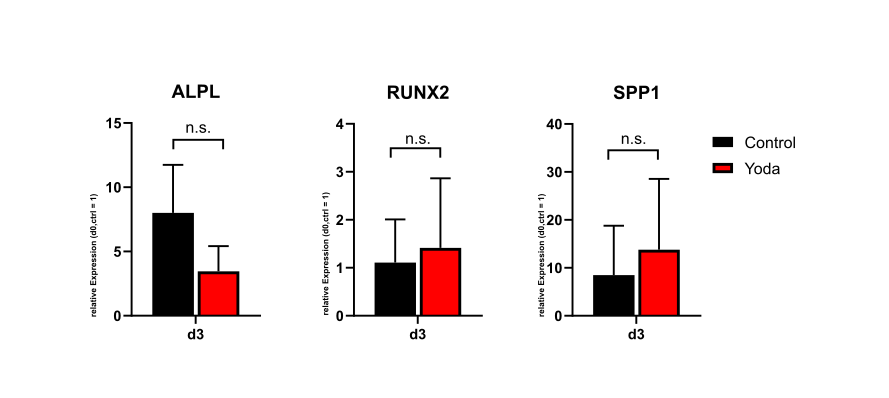 ALPL
RUNX2
SPP1
15
10
5
0
relative Expression (d0,ctrl = 1)
n.s.
d3
4
3
2
1
0
relative Expression (d0,ctrl = 1)
n.s.
d3
40
30
20
10
0
relative Expression (d0,ctrl = 1)
n.s.
d3
Control
Yoda